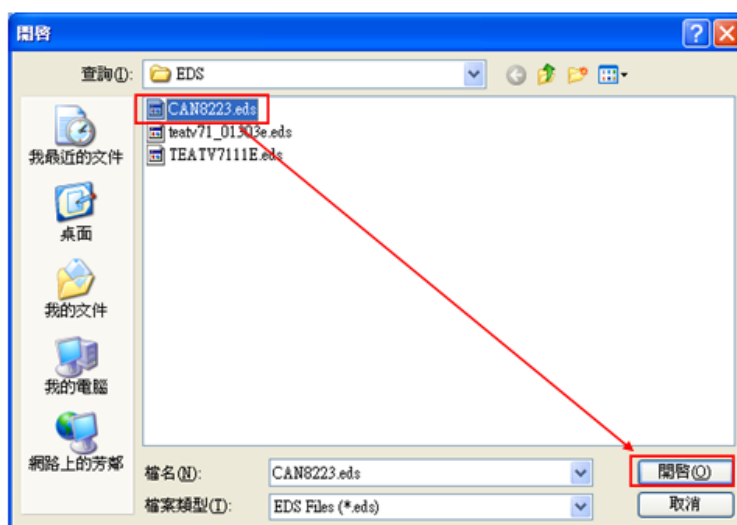 開啓
查詢(I):
EDS
CAN8223.eds
teatv71_01303e.eds
TEATV7111E.eds
我最近的文件
桌面
我的文件
我的電腦
網路上的芳鄰
檔名(N):
CAN8223.eds
開啓(O)
檔案類型(T):
EDS Files (*.eds)
取消